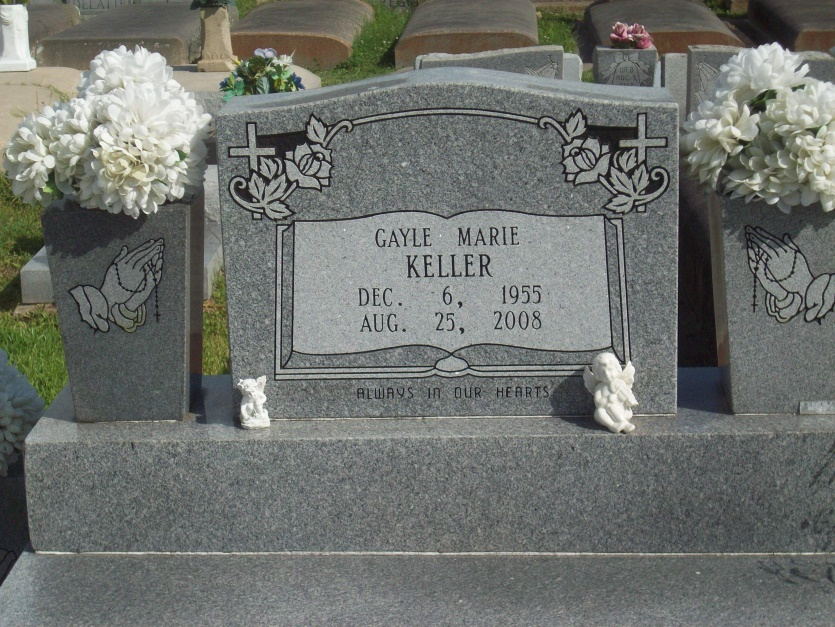 GAYLE MARIE
KELLER
DEC. 6, 1955
AUG. 25, 2008
ALWAYS IN OUR HEARTS